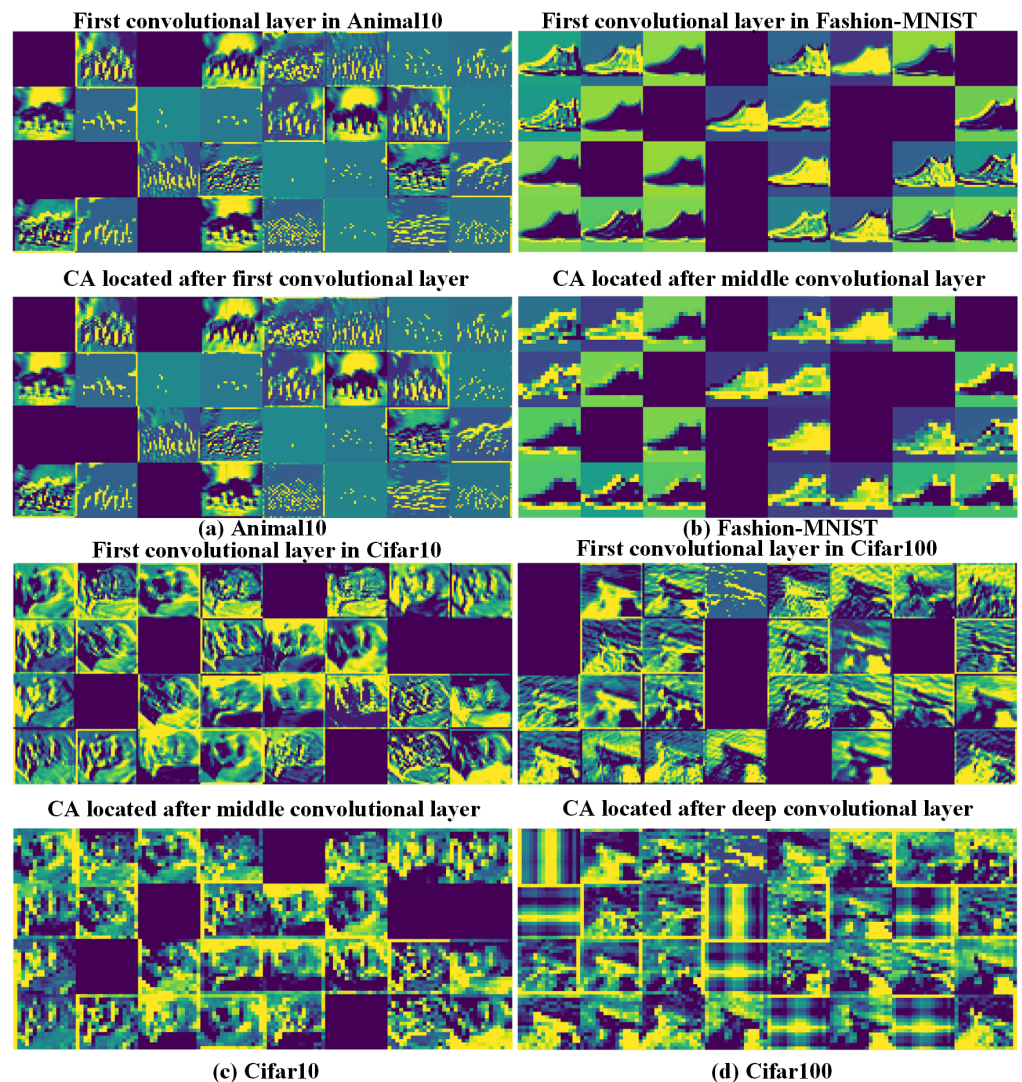 First convolutional layer in Animal10
First convolutional layer in Fashion-MNIST
CA located after first convolutional layer
CA located after middle convolutional layer
(a) Animal10
(b) Fashion-MNIST
First convolutional layer in Cifar10
First convolutional layer in Cifar100
CA located after middle convolutional layer
CA located after deep convolutional layer
(c) Cifar10
(d) Cifar100